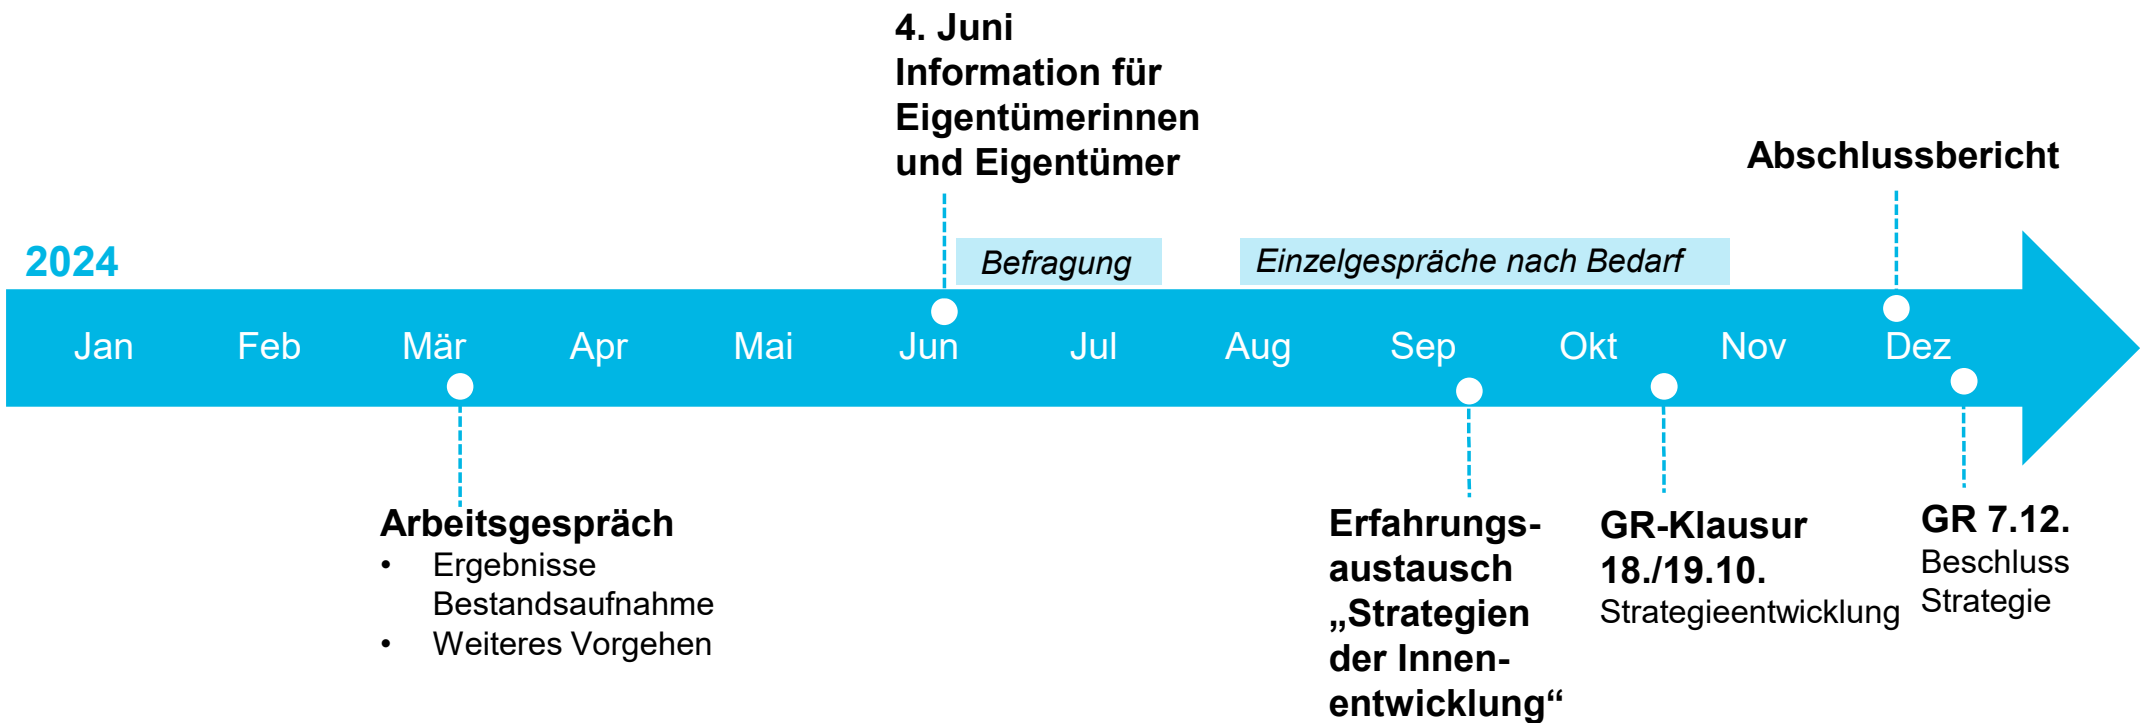 4. Juni
Information für
Eigentümerinnen
und Eigentümer
Abschlussbericht
2024
Befragung
Einzelgespräche nach Bedarf
Jan Feb Mär Apr Mai Jun Jul Aug Sep Okt Nov Dez
Arbeitsgespräch
• Ergebnisse
Bestandsaufnahme
• Weiteres Vorgehen
Erfahrungs-
austausch
„Strategien
der Innen-
entwicklung“
GR-Klausur
18./19.10.
Strategieentwicklung
GR 7.12.
Beschluss
Strategie